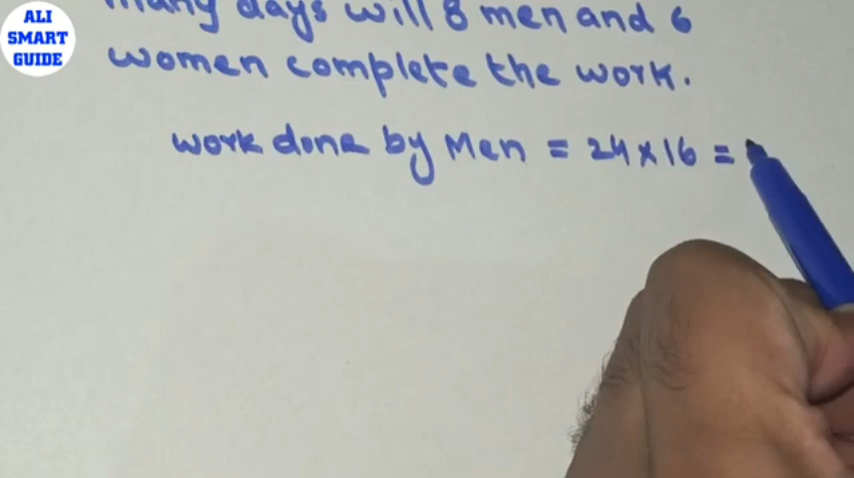 ALI
SMART
GUIDE
many days will 8 men and 6
women complete the work.
work done by Men = 24 × 16 =